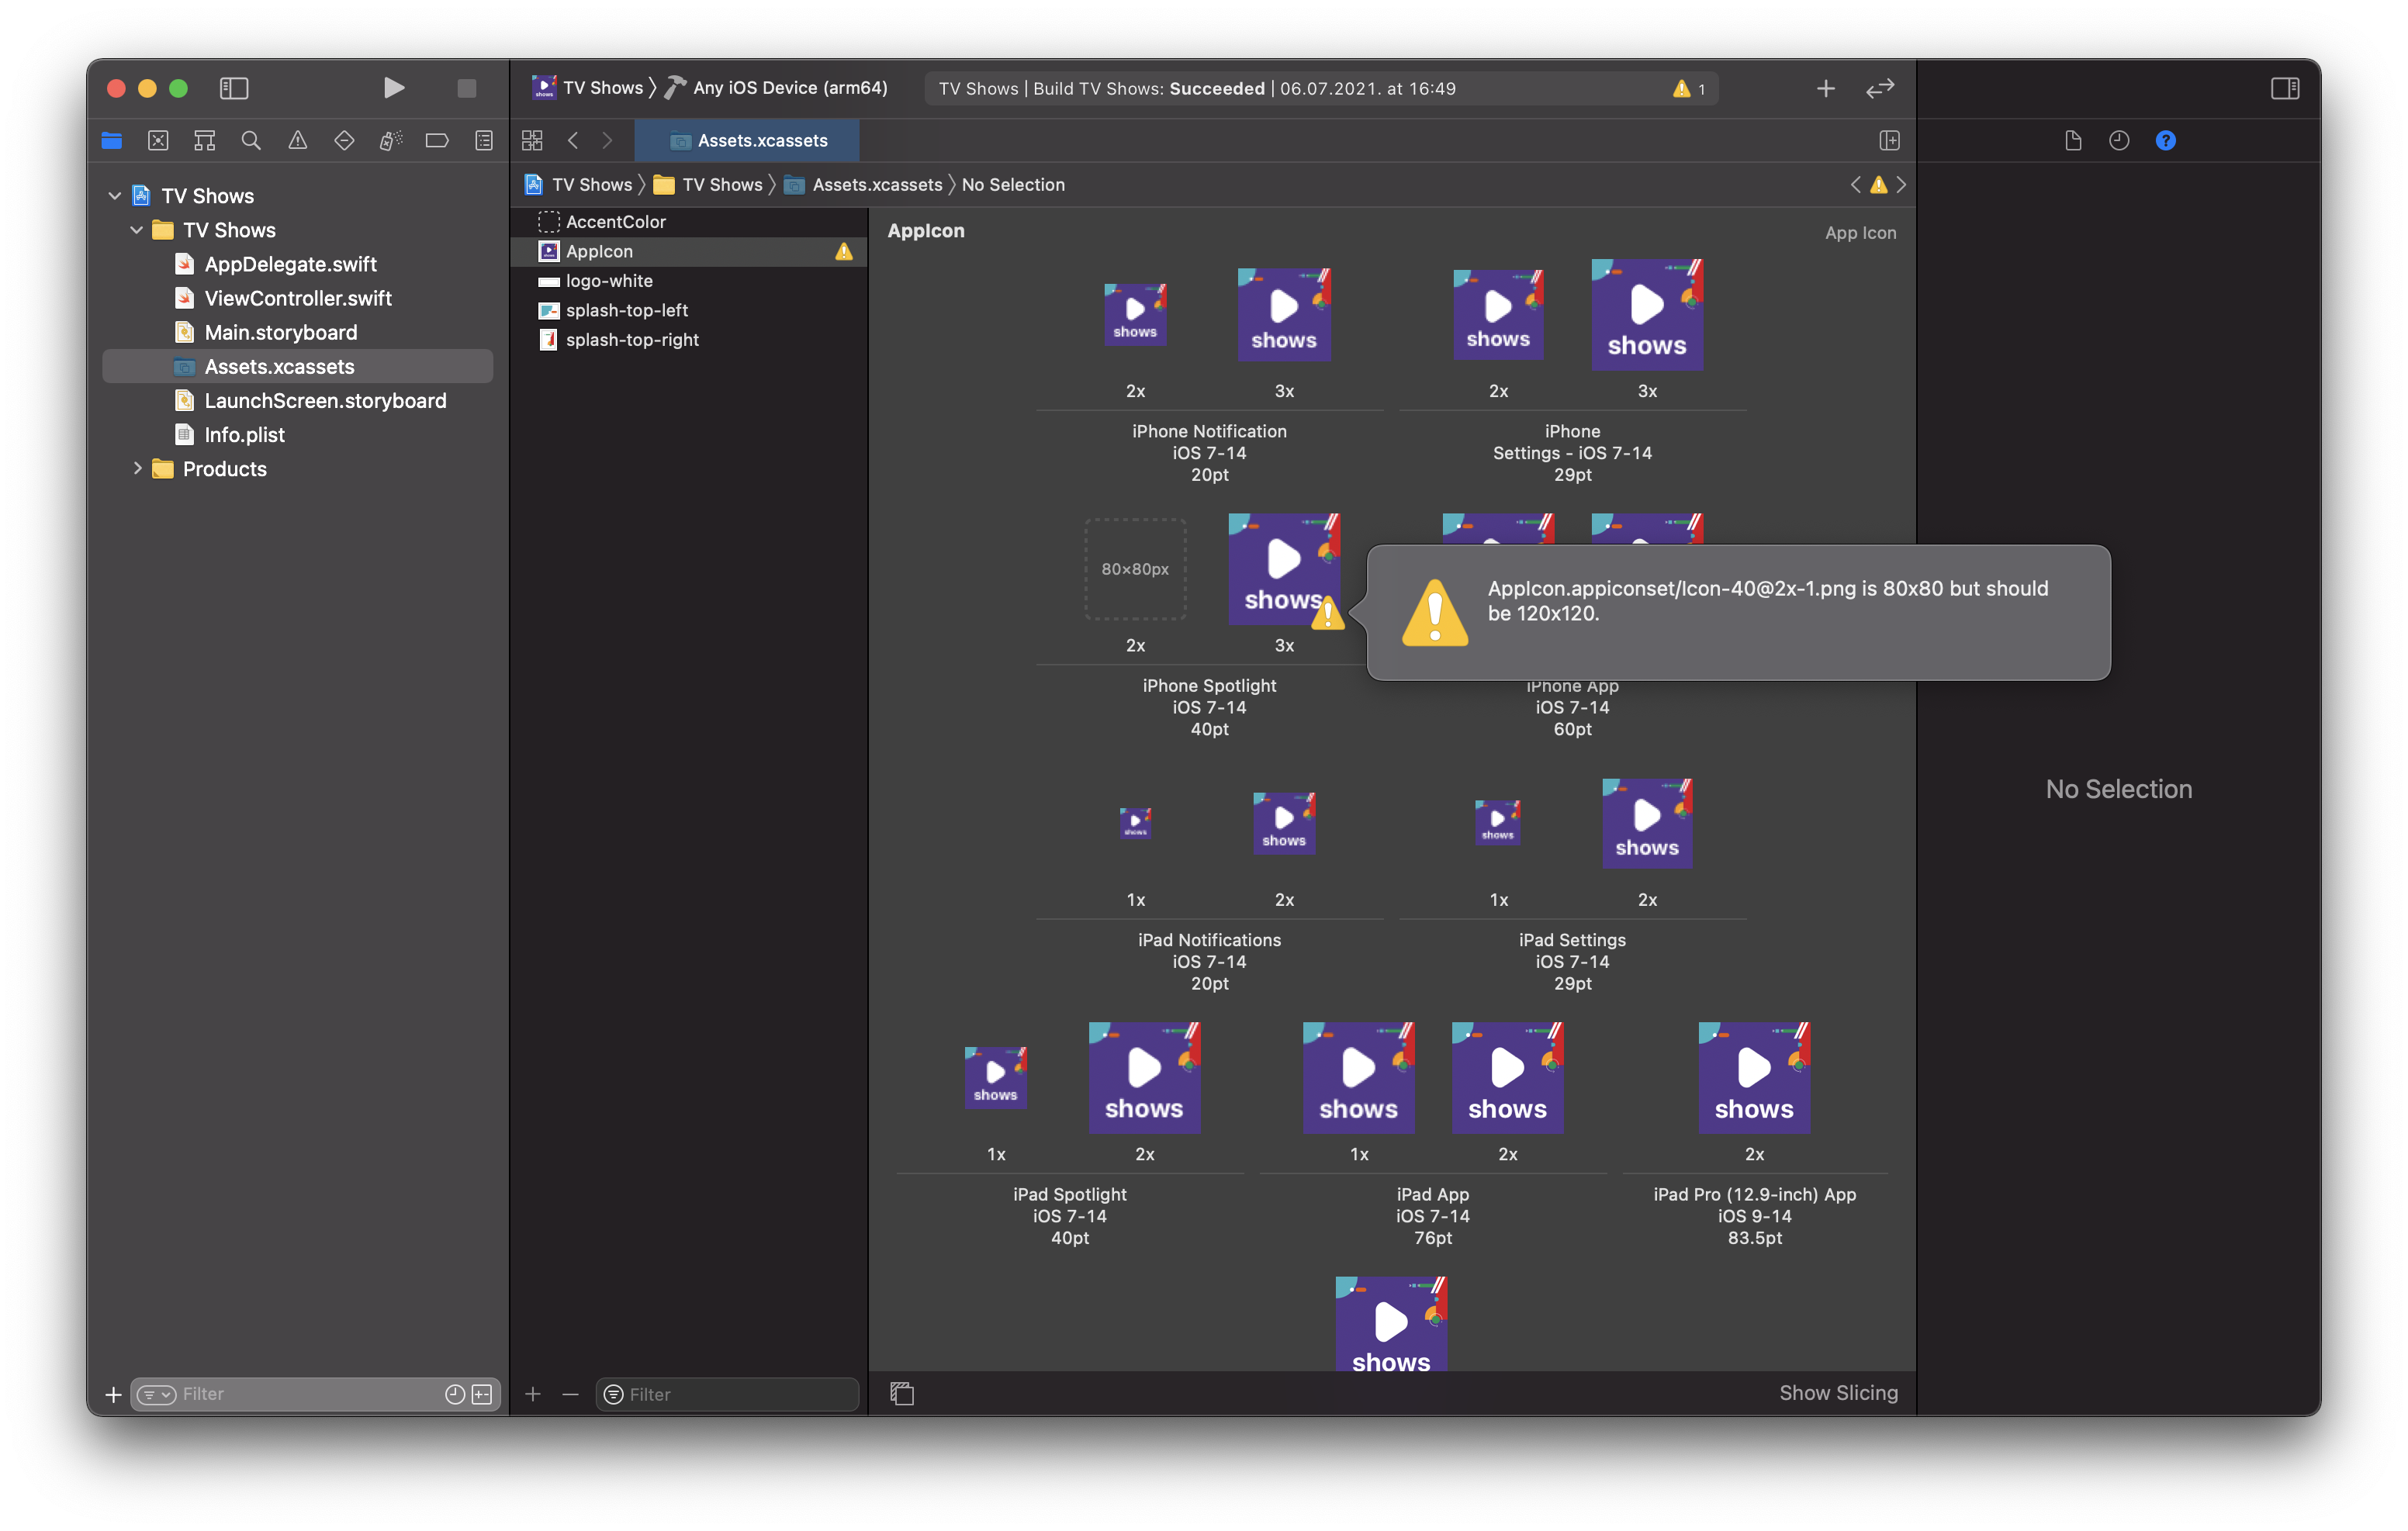 TV Shows
Any iOS Device (arm64)
TV Shows | Build TV Shows: Succeeded | 06.07.2021. at 16:49
1
Assets.xcassets
TV Shows
TV Shows
Assets.xcassets
No Selection
TV Shows
TV Shows
AppDelegate.swift
ViewController.swift
Main.storyboard
Assets.xcassets
LaunchScreen.storyboard
Info.plist
Products
AccentColor
AppIcon
logo-white
splash-top-left
splash-top-right
AppIcon
App Icon
shows
shows
shows
shows
2x
3x
2x
3x
iPhone Notification
iOS 7-14
20pt
iPhone
Settings - iOS 7-14
29pt
80×80px
shows
2x
3x
AppIcon.appiconset/Icon-40@2x-1.png is 80x80 but should
be 120x120.
iPhone Spotlight
iOS 7-14
40pt
iPhone App
iOS 7-14
60pt
shows
shows
shows
shows
1x
2x
1x
2x
iPad Notifications
iOS 7-14
20pt
iPad Settings
iOS 7-14
29pt
shows
shows
shows
shows
shows
1x
2x
1x
2x
2x
iPad Spotlight
iOS 7-14
40pt
iPad App
iOS 7-14
76pt
iPad Pro (12.9-inch) App
iOS 9-14
83.5pt
shows
No Selection
Filter
Filter
Show Slicing